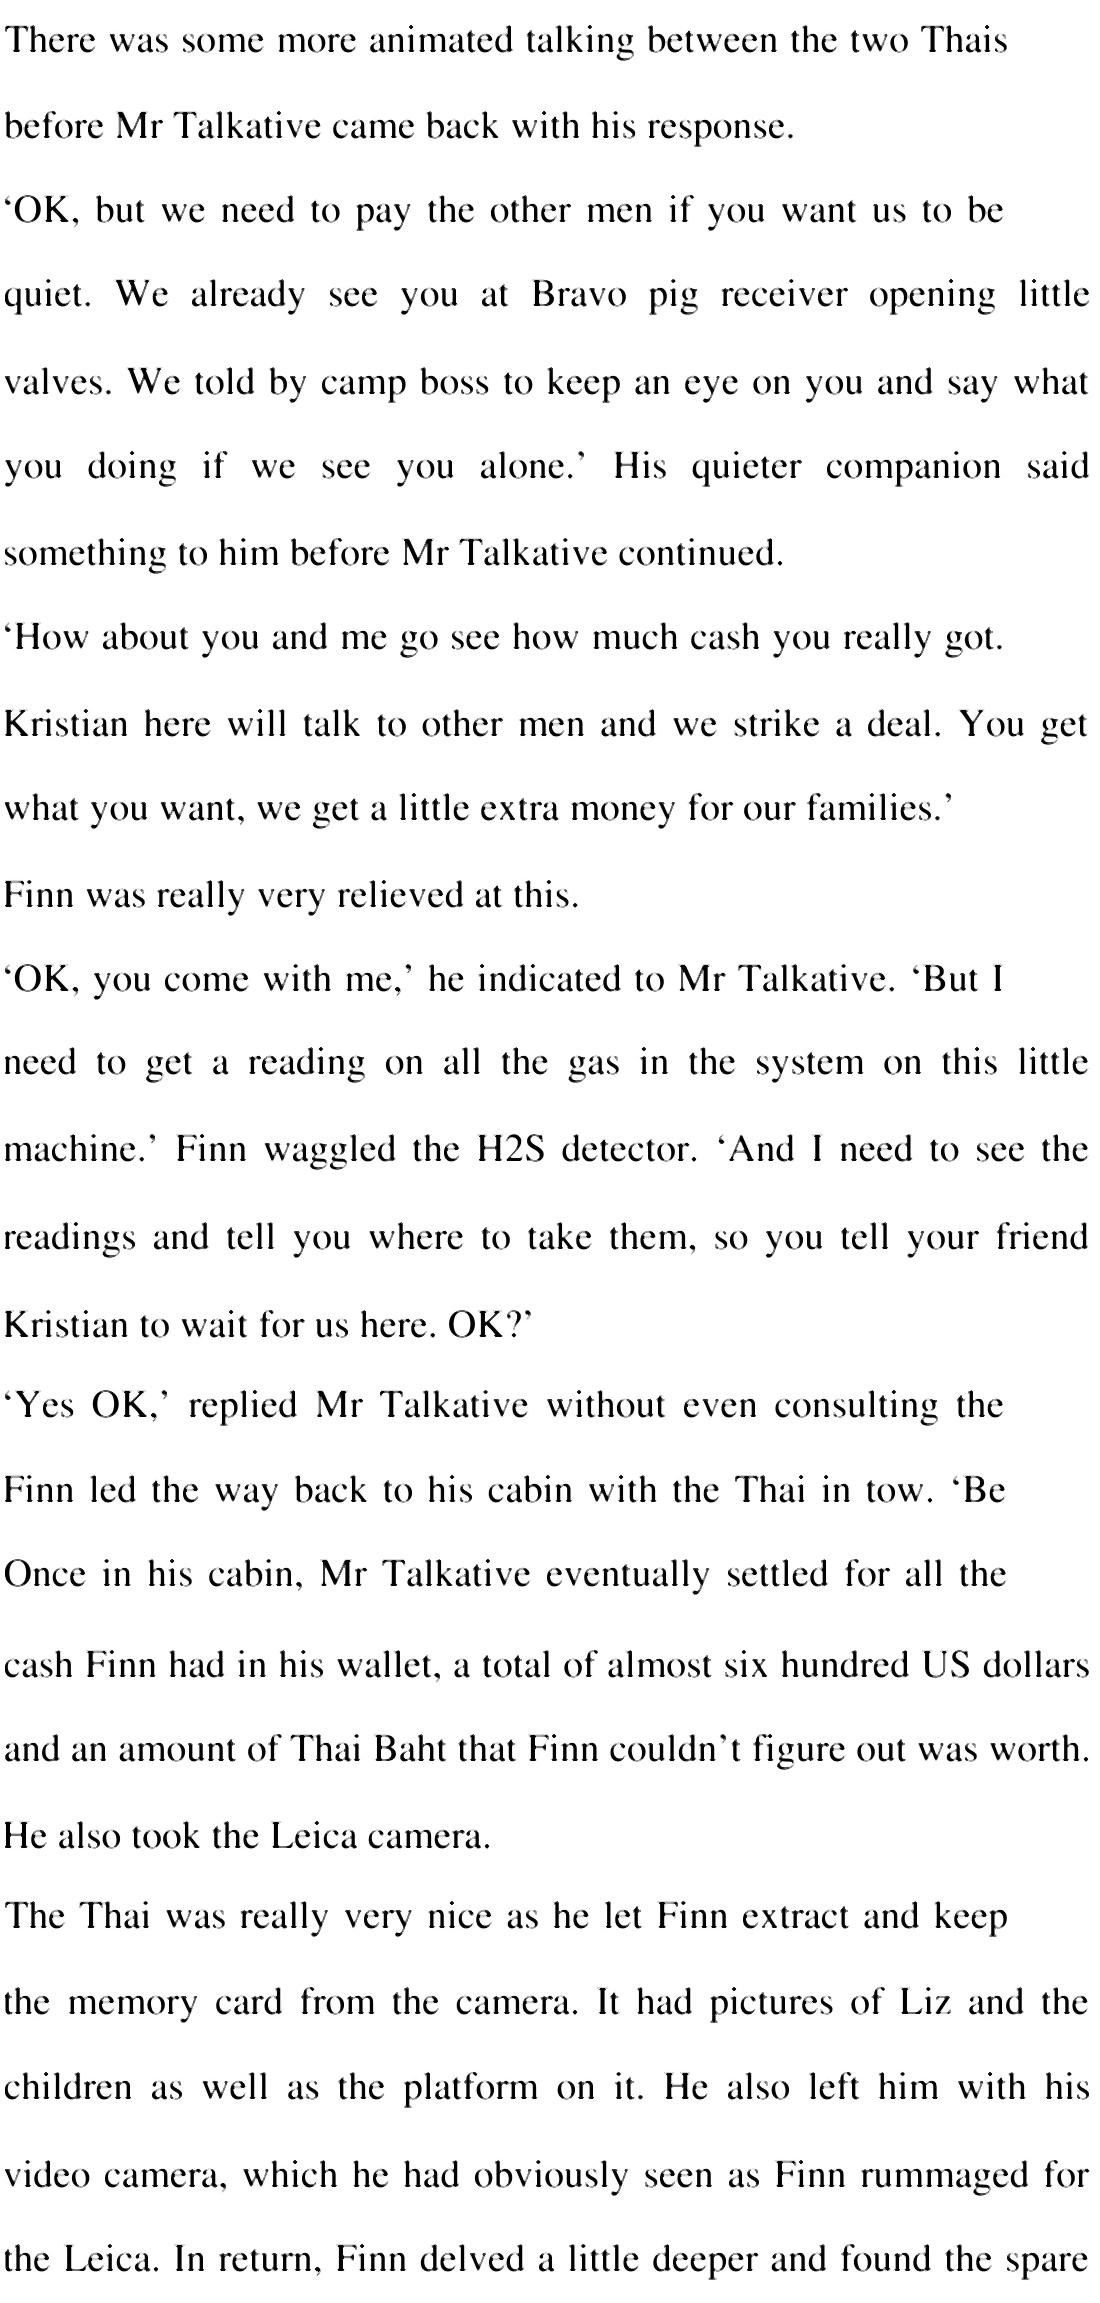 There was some more animated talking between the two Thais
before Mr Talkative came back with his response.
‘OK, but we need to pay the other men if you want us to be
quiet. We already see you at Bravo pig receiver opening little
valves. We told by camp boss to keep an eye on you and say what
you doing if we see you alone.’ His quieter companion said
something to him before Mr Talkative continued.
‘How about you and me go see how much cash you really got.
Kristian here will talk to other men and we strike a deal. You get
what you want, we get a little extra money for our families.’
Finn was really very relieved at this.
‘OK, you come with me,’ he indicated to Mr Talkative. ‘But I
need to get a reading on all the gas in the system on this little
machine.’ Finn waggled the H2S detector. ‘And I need to see the
readings and tell you where to take them, so you tell your friend
Kristian to wait for us here. OK?’
‘Yes OK,’ replied Mr Talkative without even consulting the
Finn led the way back to his cabin with the Thai in tow. ‘Be
Once in his cabin, Mr Talkative eventually settled for all the
cash Finn had in his wallet, a total of almost six hundred US dollars
and an amount of Thai Baht that Finn couldn’t figure out was worth.
He also took the Leica camera.
The Thai was really very nice as he let Finn extract and keep
the memory card from the camera. It had pictures of Liz and the
children as well as the platform on it. He also left him with his
video camera, which he had obviously seen as Finn rummaged for
the Leica. In return, Finn delved a little deeper and found the spare